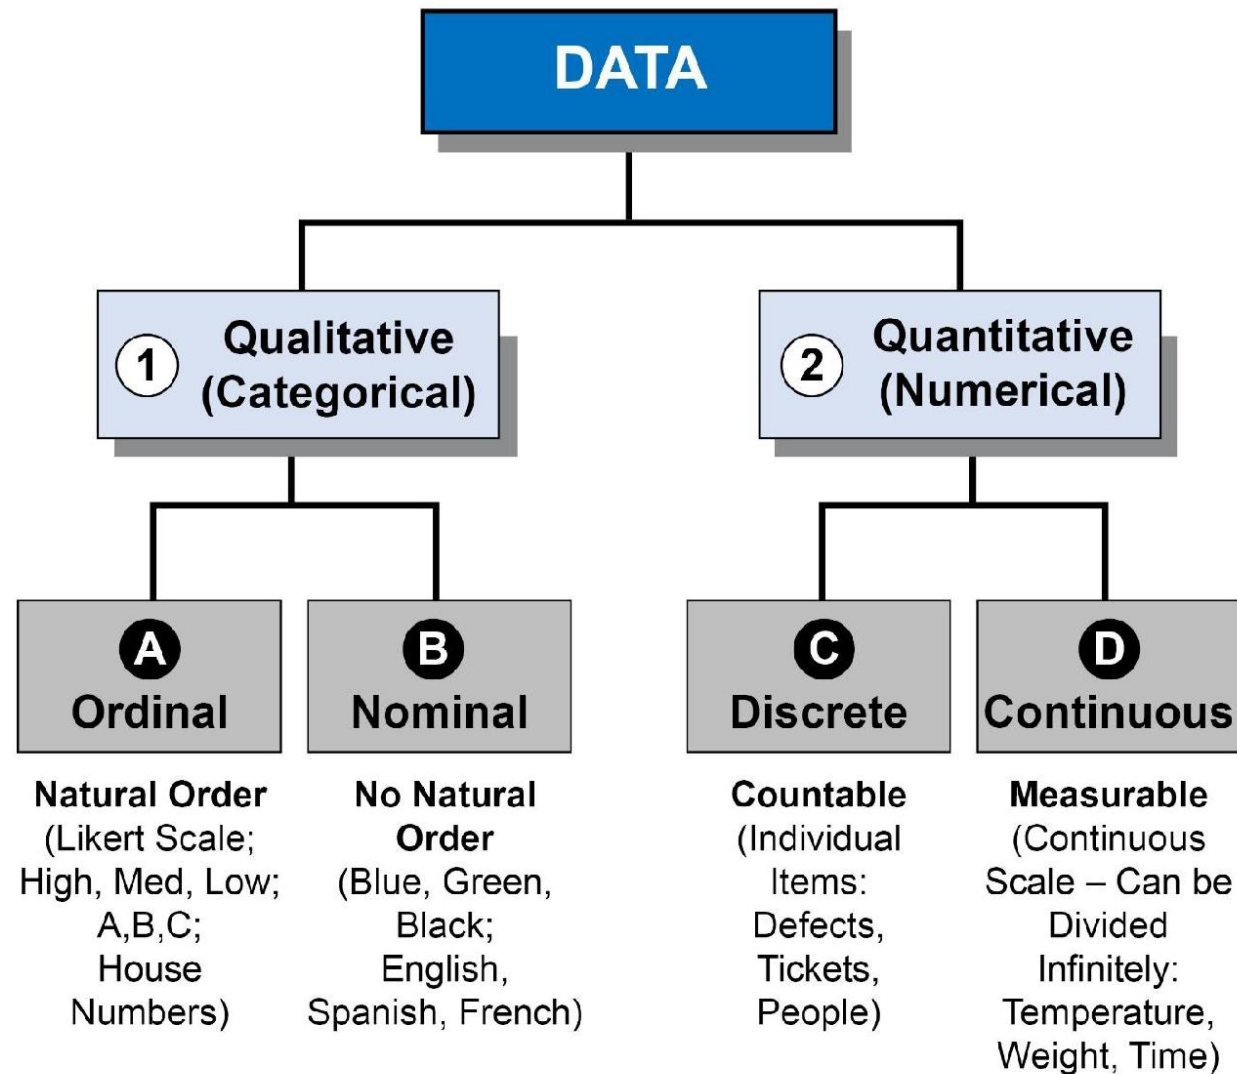 DATA
1
Qualitative
(Categorical)
2
Quantitative
(Numerical)
A
Ordinal
B
Nominal
C
Discrete
D
Continuous
Natural Order
(Likert Scale;
High, Med, Low;
A,B,C;
House
Numbers)
No Natural
Order
(Blue, Green,
Black;
English,
Spanish, French)
Countable
(Individual
Items:
Defects,
Tickets,
People)
Measurable
(Continuous
Scale – Can be
Divided
Infinitely:
Temperature,
Weight, Time)